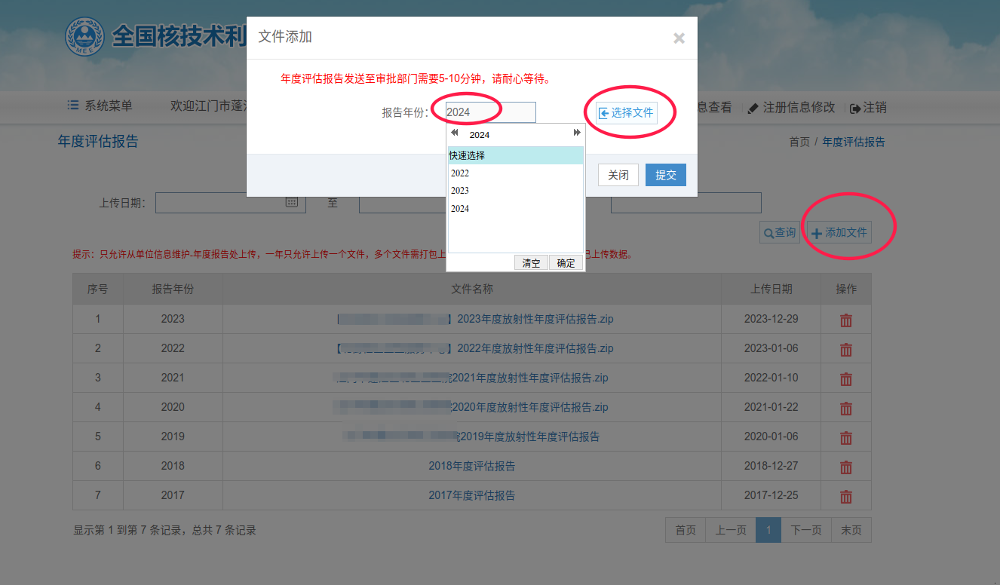 全国核技术利
MEE
文件添加
年度评估报告发送至审批部门需要5-10分钟，请耐心等待。
报告年份：
2024
选择文件
2024
快速选择
2022
2023
2024
清空
确定
关闭
提交
系统菜单
欢迎江门市蓬
息查看
注册信息修改
注销
年度评估报告
首页 / 年度评估报告
上传日期：
至
查询
添加文件
提示：只允许从单位信息维护-年度报告处上传，一年只允许上传一个文件，多个文件需打包上
已上传数据。
序号 报告年份 文件名称 上传日期 操作
1 2023 】2023年度放射性年度评估报告.zip 2023-12-29
2 2022 】2022年度放射性年度评估报告.zip 2023-01-06
3 2021 院2021年度放射性年度评估报告.zip 2022-01-10
4 2020 2020年度放射性年度评估报告.zip 2021-01-22
5 2019 2019年度放射性年度评估报告 2020-01-06
6 2018 2018年度评估报告 2018-12-27
7 2017 2017年度评估报告 2017-12-25
显示第 1 到第 7 条记录，总共 7 条记录
首页 上一页 1 下一页 末页